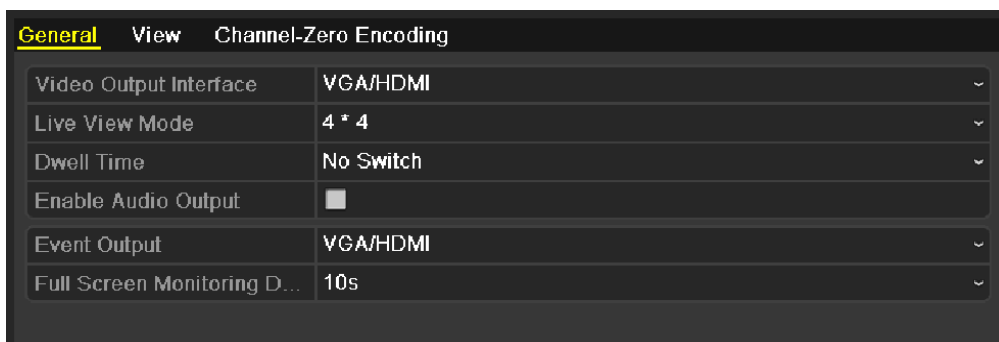 General View Channel-Zero Encoding
Video Output Interface VGA/HDMI
Live View Mode 4 * 4
Dwell Time No Switch
Enable Audio Output
Event Output VGA/HDMI
Full Screen Monitoring D... 10s